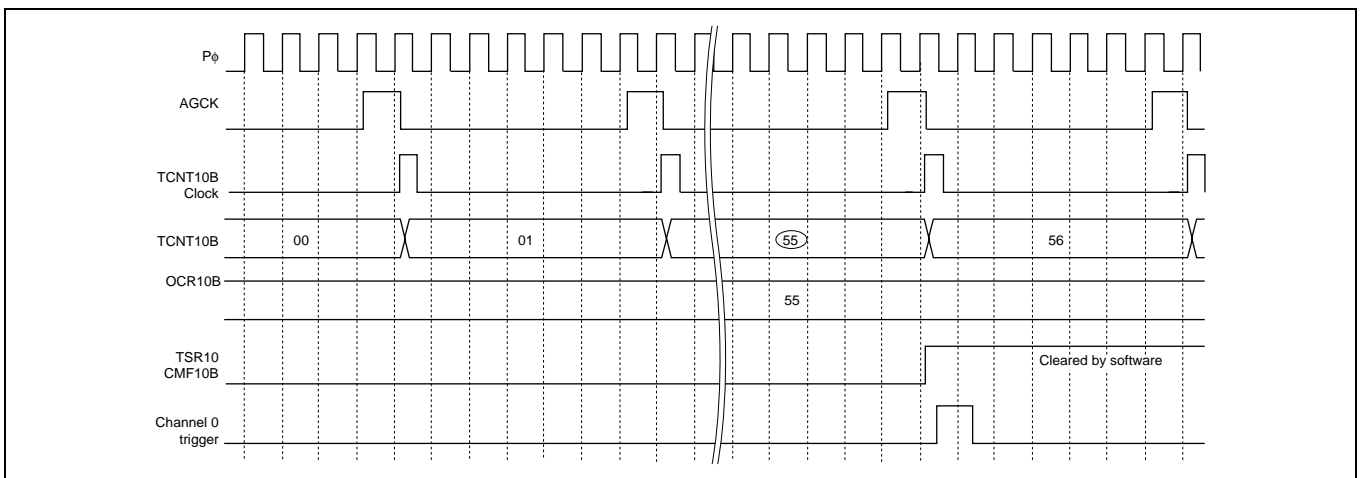 Pϕ
AGCK
TCNT10B
Clock
TCNT10B
00
01
55
56
OCR10B
55
TSR10
CMF10B
Cleared by software
Channel 0
trigger